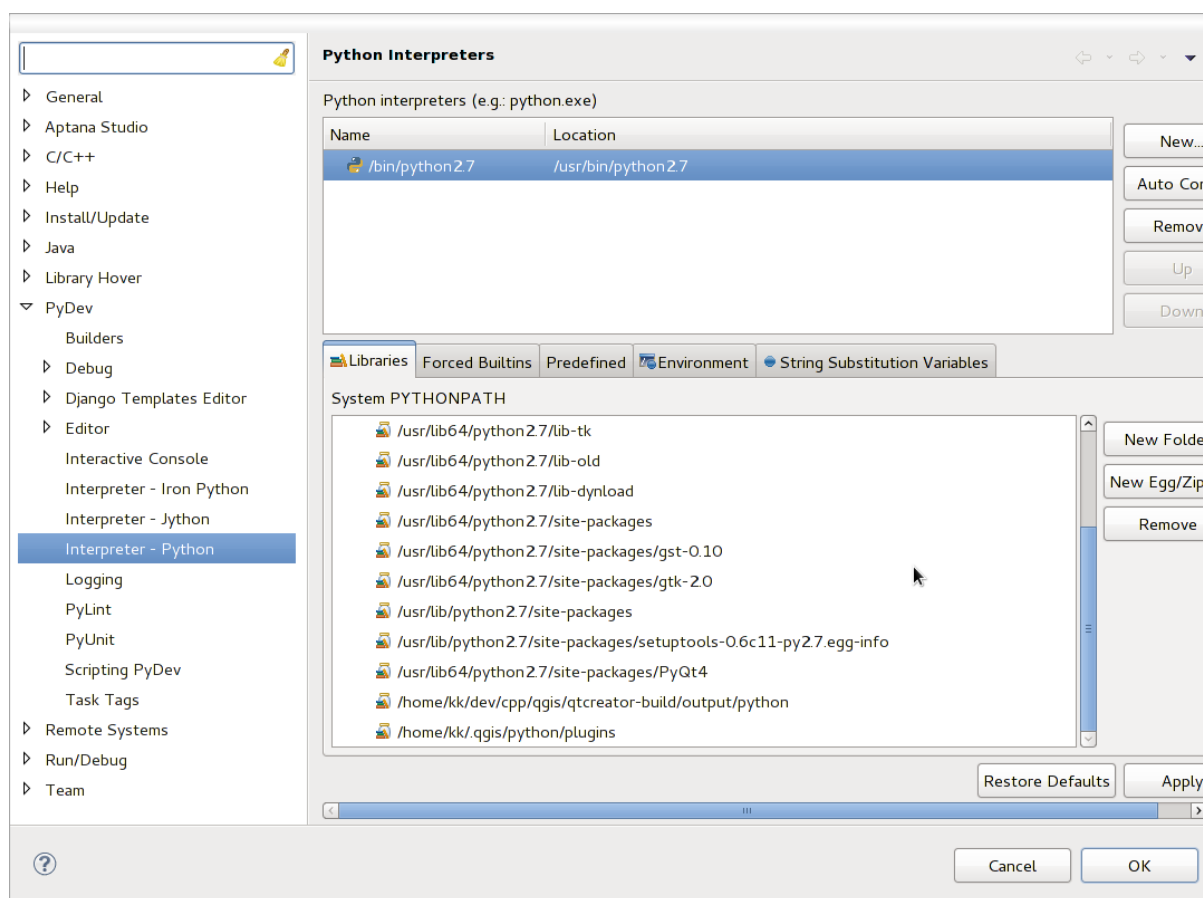 Python Interpreters
General
Aptana Studio
C/C++
Help
Install/Update
Java
Library Hover
PyDev
Builders
Debug
Django Templates Editor
Editor
Interactive Console
Interpreter - Iron Python
Interpreter - Jython
Interpreter - Python
Logging
PyLint
PyUnit
Scripting PyDev
Task Tags
Remote Systems
Run/Debug
Team
Python interpreters (e.g.: python.exe)
Name Location
/bin/python2.7 /usr/bin/python2.7
New...
Auto Con
Remov
Up
Down
Libraries Forced Builtins Predefined Environment String Substitution Variables
System PYTHONPATH
/usr/lib64/python2.7/lib-tk
/usr/lib64/python2.7/lib-old
/usr/lib64/python2.7/lib-dynload
/usr/lib64/python2.7/site-packages
/usr/lib64/python2.7/site-packages/gst-0.10
/usr/lib64/python2.7/site-packages/gtk-2.0
/usr/lib/python2.7/site-packages
/usr/lib/python2.7/site-packages/setuptools-0.6c11-py2.7.egg-info
/usr/lib64/python2.7/site-packages/PyQt4
/home/kk/dev/cpp/qgis/qtcreator-build/output/python
/home/kk/.qgis/python/plugins
New Folde
New Egg/Zip
Remove
Restore Defaults Apply
? Cancel OK